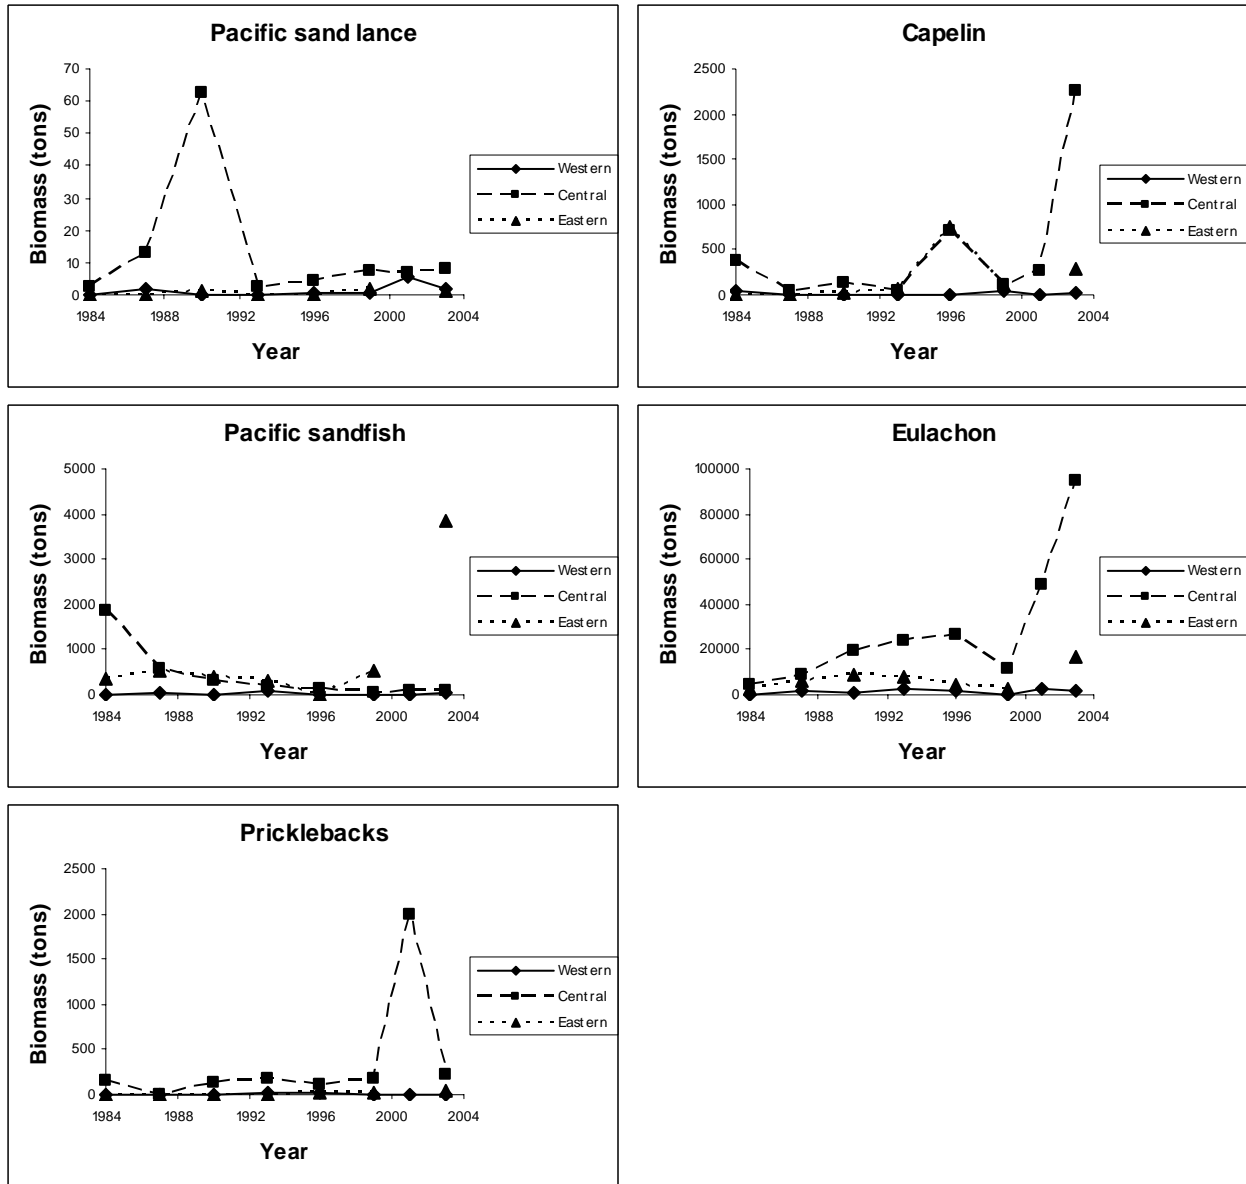 Pacific sand lance
70
60
50
40
30
20
10
0
Biomass (tons)
1984 1988 1992 1996 2000 2004
Year
Western
Central
Eastern
Capelin
2500
2000
1500
1000
500
0
Biomass (tons)
1984 1988 1992 1996 2000 2004
Year
Western
Central
Eastern
Pacific sandfish
5000
4000
3000
2000
1000
0
Biomass (tons)
1984 1988 1992 1996 2000 2004
Year
Western
Central
Eastern
Eulachon
100000
80000
60000
40000
20000
0
Biomass (tons)
1984 1988 1992 1996 2000 2004
Year
Western
Central
Eastern
Pricklebacks
2500
2000
1500
1000
500
0
Biomass (tons)
1984 1988 1992 1996 2000 2004
Year
Western
Central
Eastern